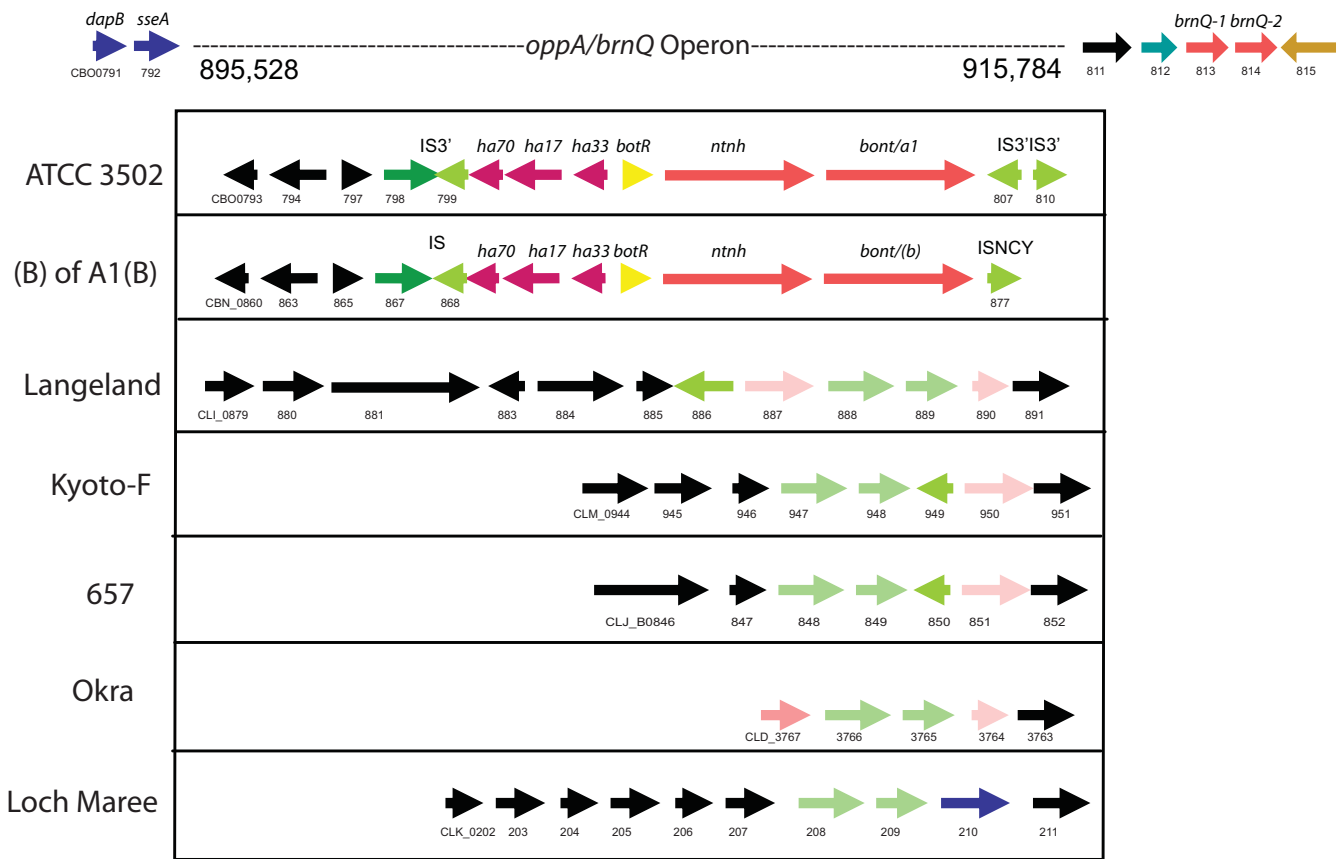 dapB sseA brnQ-1 brnQ-2
---oppA/brnQ Operon---
CBO0791 792 895,528 915,784 811 812 813 814 815
IS3' ha70 ha17 ha33 botR ntnh bont/a1 IS3' IS3'
ATCC 3502
CBO0793 794 797 798 799 807 810
IS ha70 ha17 ha33 botR ntnh bont/(b) ISNCY
(B) of A1(B)
CBN_0860 863 865 867 868 877
Langeland
CLI_0879 880 881 883 884 885 886 887 888 889 890 891
Kyoto-F
CLM_0944 945 946 947 948 949 950 951
657
CLJ_B0846 847 848 849 850 851 852
Okra
CLD_3767 3766 3765 3764 3763
Loch Maree
CLK_0202 203 204 205 206 207 208 209 210 211